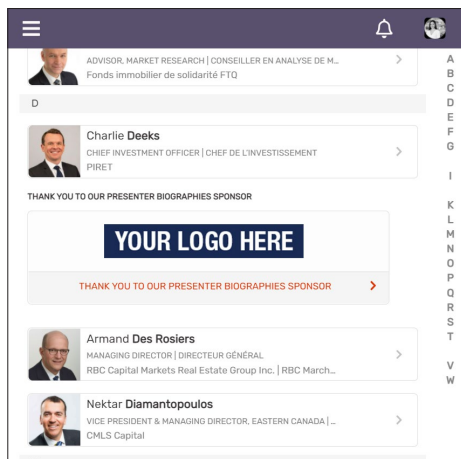 ADVISOR, MARKET RESEARCH | CONSEILLER EN ANALYSE DE M...
Fonds immobilier de solidarité FTQ
D
Charlie Deeks
CHIEF INVESTMENT OFFICER | CHEF DE L'INVESTISSEMENT
PIRET
THANK YOU TO OUR PRESENTER BIOGRAPHIES SPONSOR
YOUR LOGO HERE
THANK YOU TO OUR PRESENTER BIOGRAPHIES SPONSOR
Armand Des Rosiers
MANAGING DIRECTOR | DIRECTEUR GÉNÉRAL
RBC Capital Markets Real Estate Group Inc. | RBC March...
Nektar Diamantopoulos
VICE PRESIDENT & MANAGING DIRECTOR, EASTERN CANADA | ...
CMLS Capital
A
B
C
D
E
F
G
I
K
L
M
N
O
P
Q
R
S
T
V
W